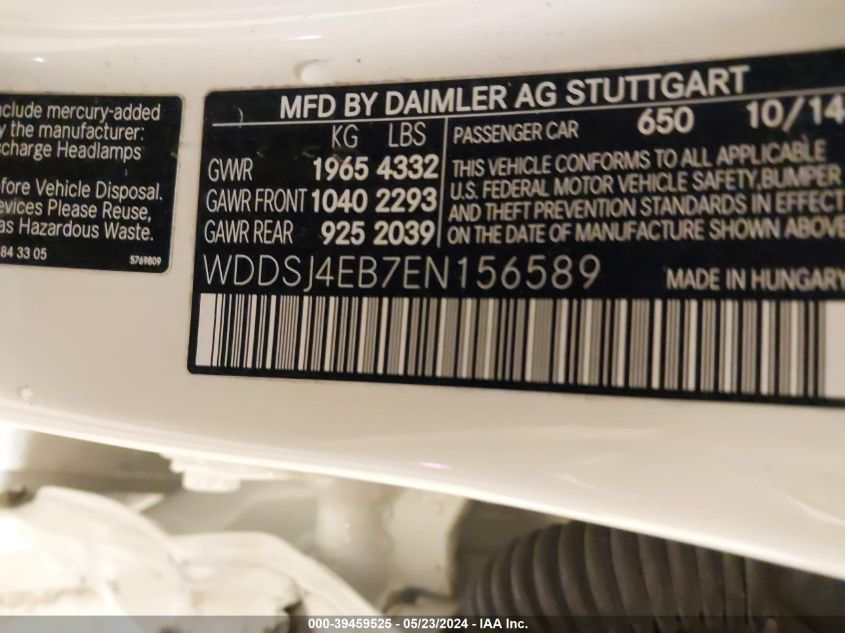 nclude mercury-added
y the manufacturer:
scharge Headlamps
efore Vehicle Disposal.
evices Please Reuse,
as Hazardous Waste.
84 33 05
5769809
MFD BY DAIMLER AG STUTTGART
KG LBS
GVWR 1965 4332
GAWR FRONT 1040 2293
GAWR REAR 925 2039
PASSENGER CAR 650 10/14
THIS VEHICLE CONFORMS TO ALL APPLICABLE
U.S. FEDERAL MOTOR VEHICLE SAFETY,BUMPER
AND THEFT PREVENTION STANDARDS IN EFFECT
ON THE DATE OF MANUFACTURE SHOWN ABOVE
WDDSJ4EB7EN156589
MADE IN HUNGARY
000-39459525 - 05/23/2024 - IAA Inc.